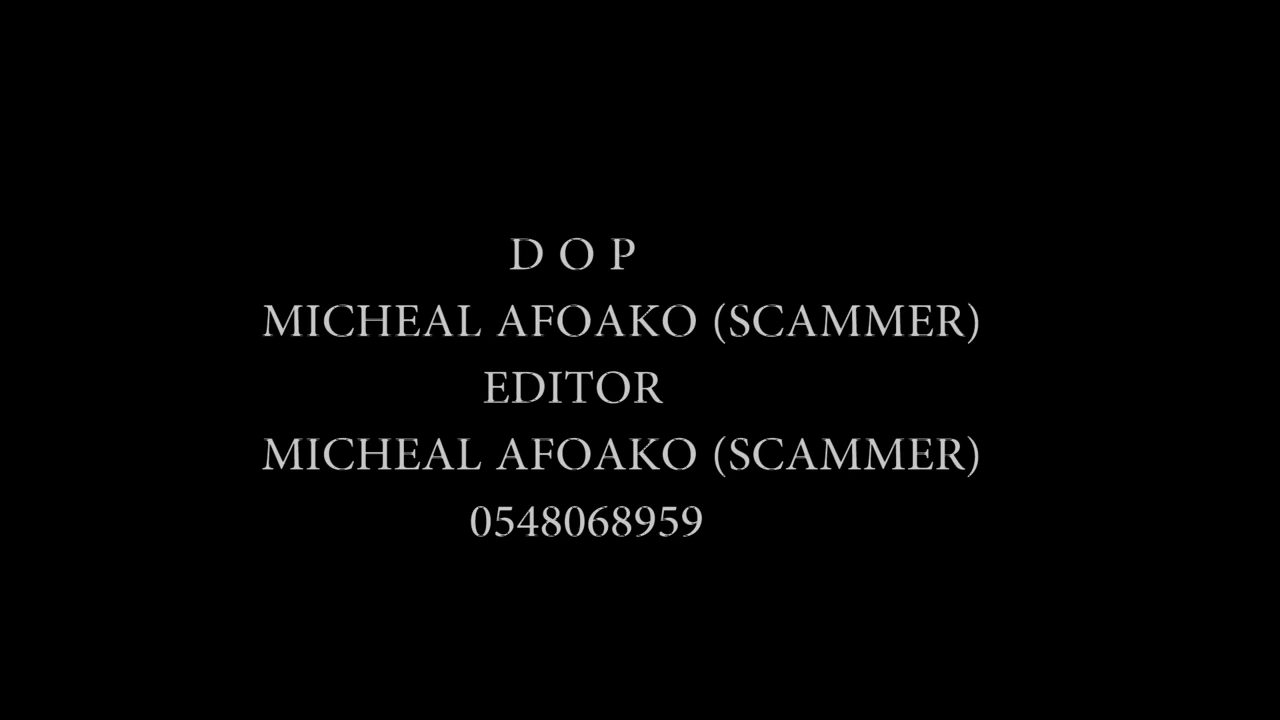 D O P
MICHEAL AFOAKO (SCAMMER)
EDITOR
MICHEAL AFOAKO (SCAMMER)
0548068959